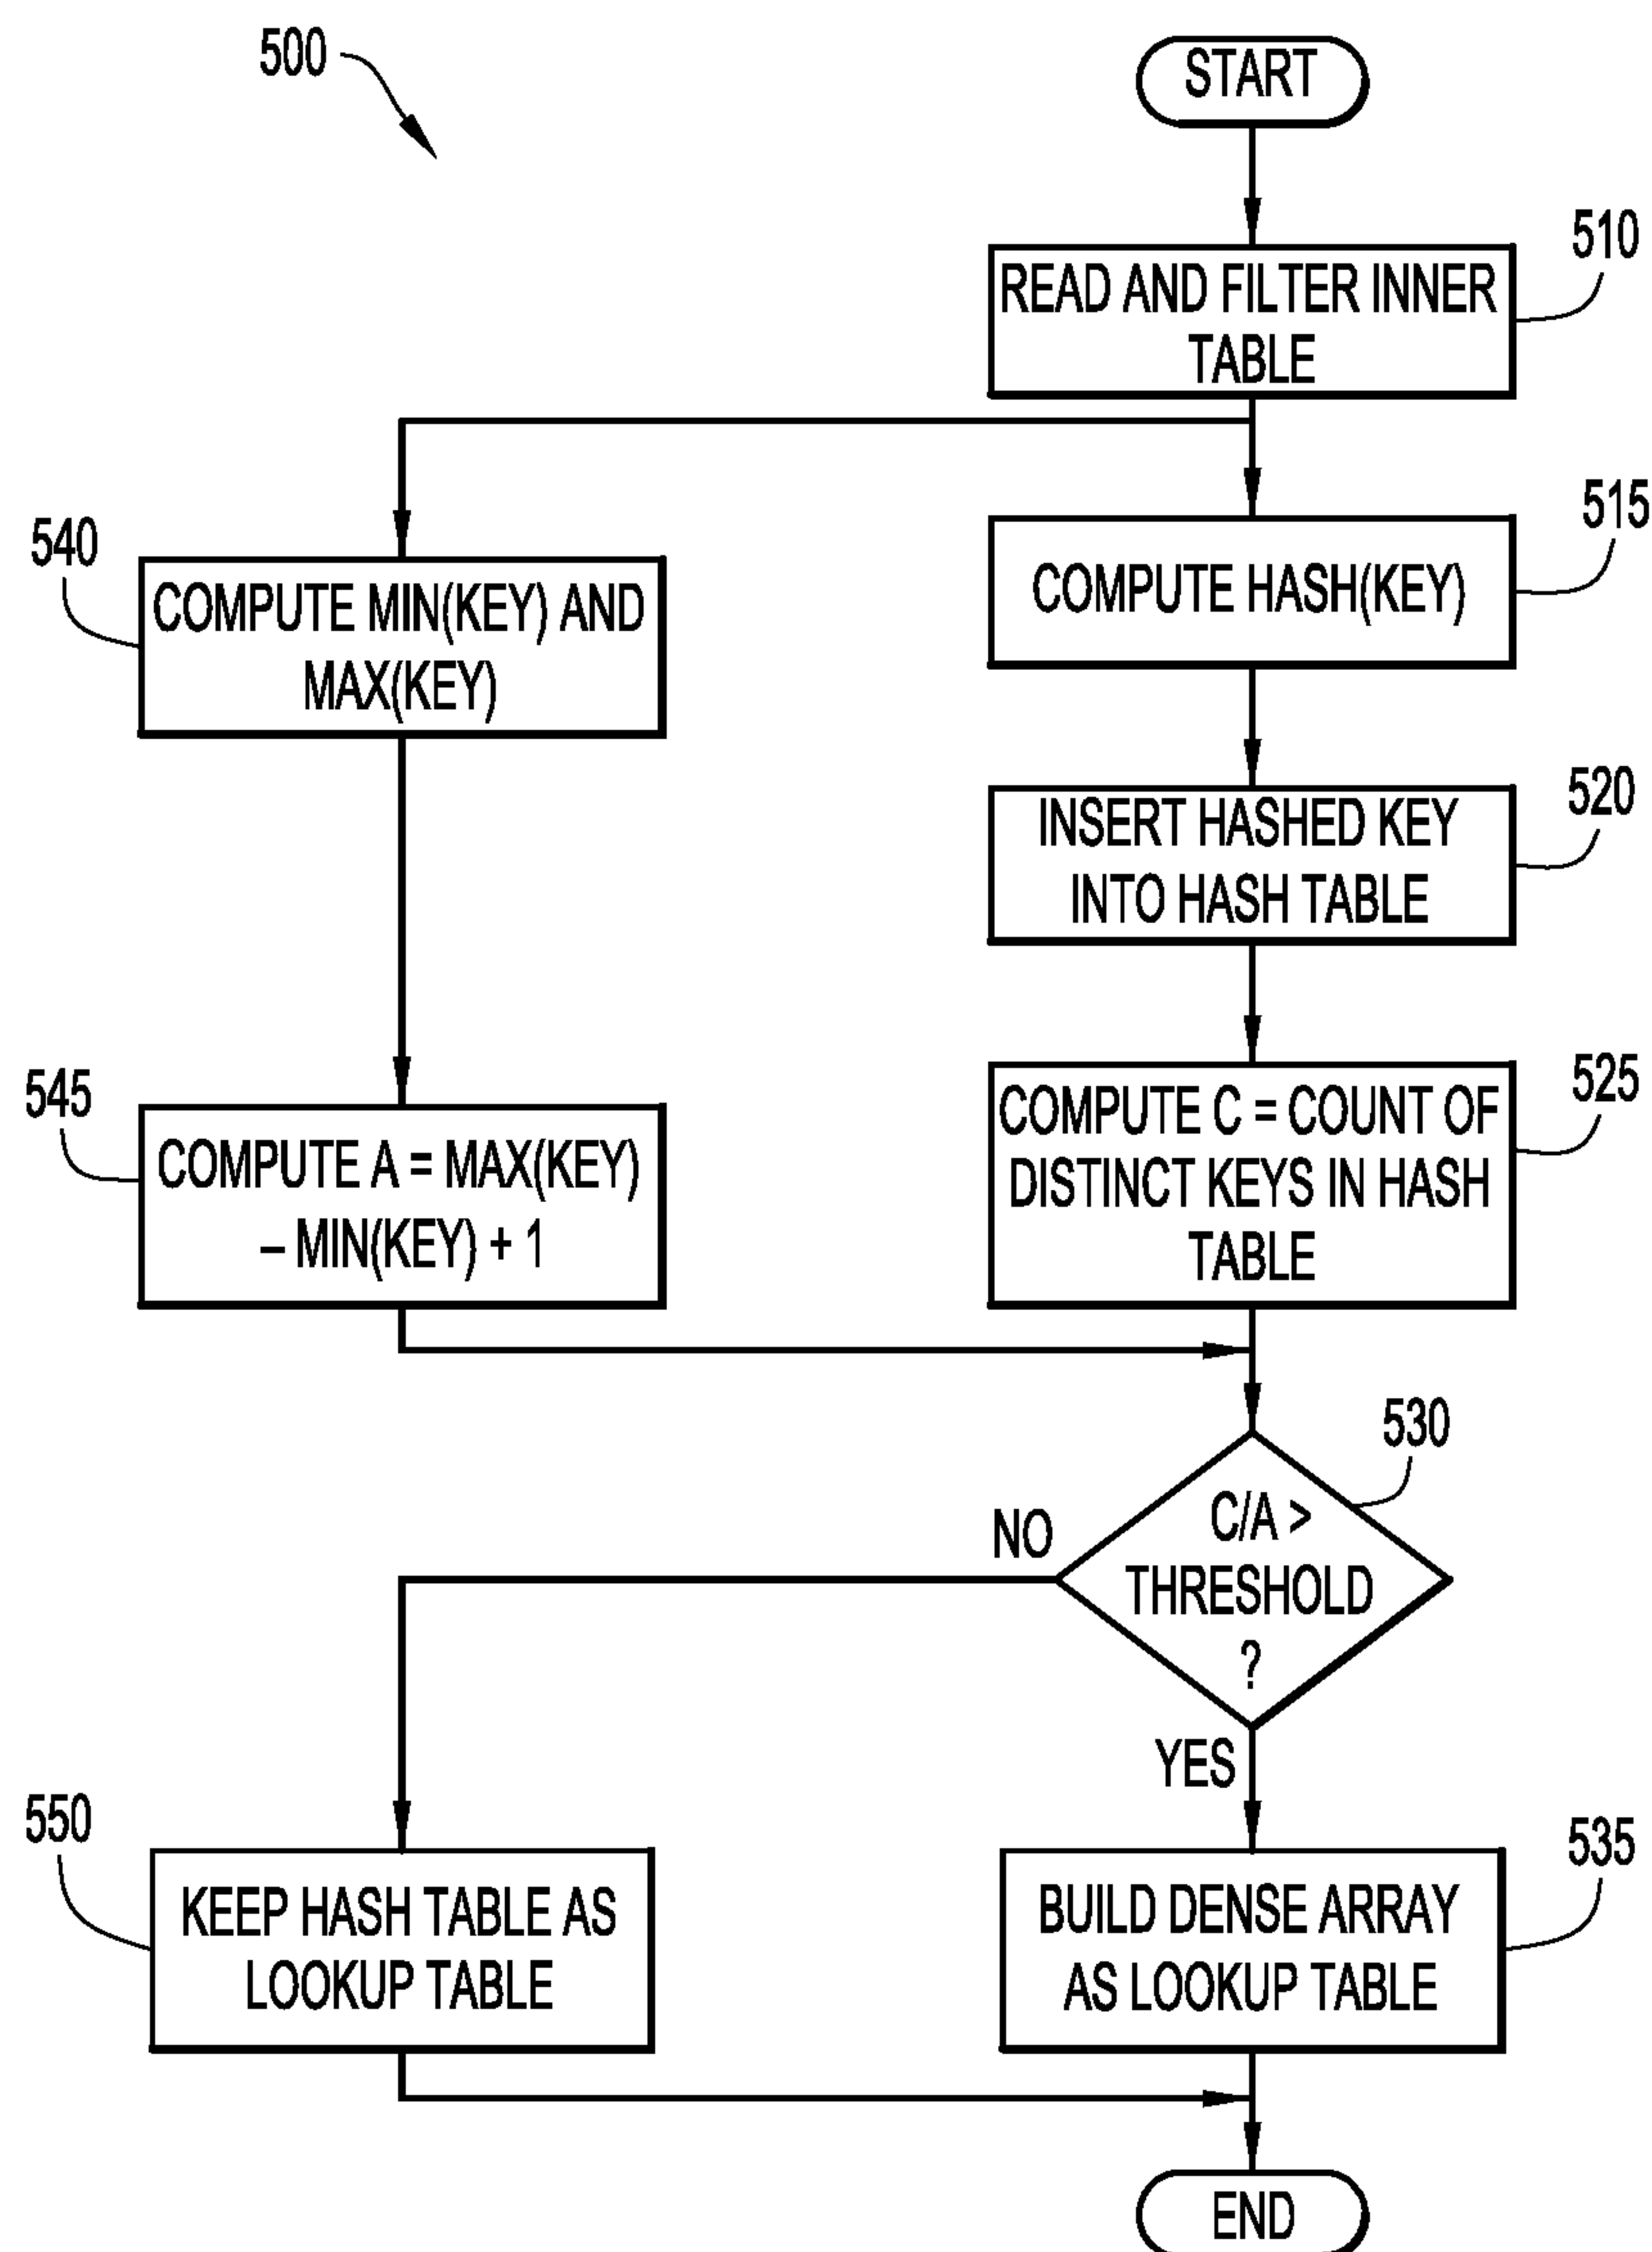 500
START
510
READ AND FILTER INNER
TABLE
540
COMPUTE MIN(KEY) AND
MAX(KEY)
515
COMPUTE HASH(KEY)
520
INSERT HASHED KEY
INTO HASH TABLE
545
COMPUTE A = MAX(KEY)
– MIN(KEY) + 1
525
COMPUTE C = COUNT OF
DISTINCT KEYS IN HASH
TABLE
530
C/A >
THRESHOLD
?
NO
YES
550
KEEP HASH TABLE AS
LOOKUP TABLE
535
BUILD DENSE ARRAY
AS LOOKUP TABLE
END